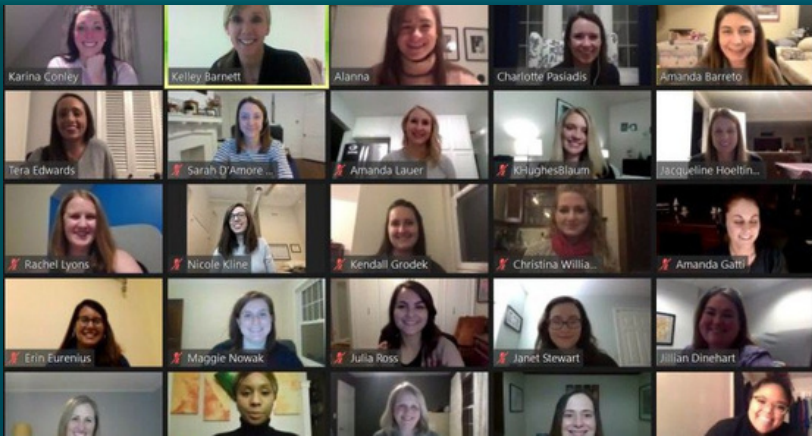 Karina Conley
Kelley Barnett
Alanna
Charlotte Pasiadis
Amanda Barreto
Tera Edwards
Sarah D'Amore ...
Amanda Lauer
KHughesBlaum
Jacqueline Hoeltin...
Rachel Lyons
Nicole Kline
Kendall Grodek
Christina Willia...
Amanda Gatti
Erin Eurenius
Maggie Nowak
Julia Ross
Janet Stewart
Jillian Dinehart